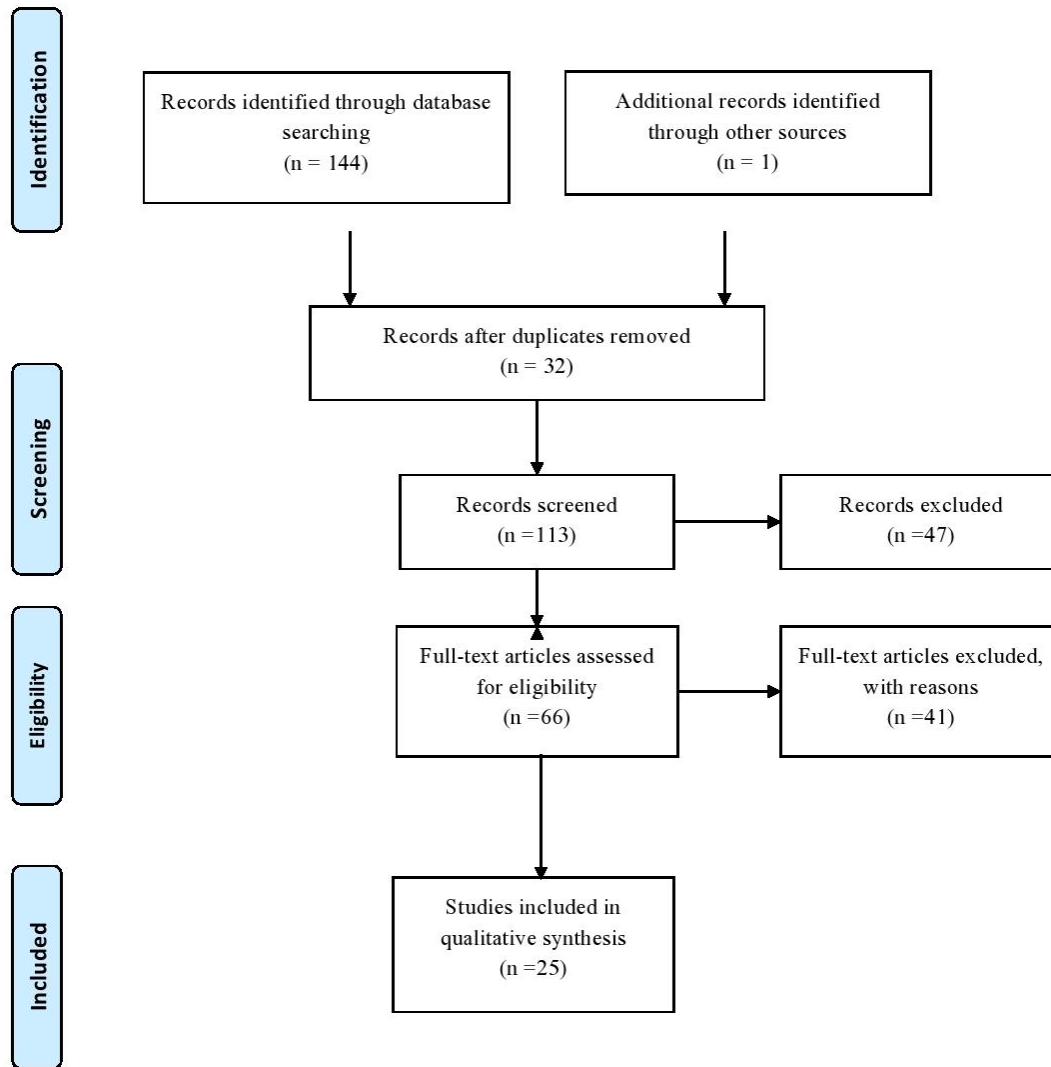 Identification
Records identified through database
searching
(n = 144)
Additional records identified
through other sources
(n = 1)
Records after duplicates removed
(n = 32)
Screening
Records screened
(n =113)
Records excluded
(n =47)
Eligibility
Full-text articles assessed
for eligibility
(n =66)
Full-text articles excluded,
with reasons
(n =41)
Included
Studies included in
qualitative synthesis
(n =25)